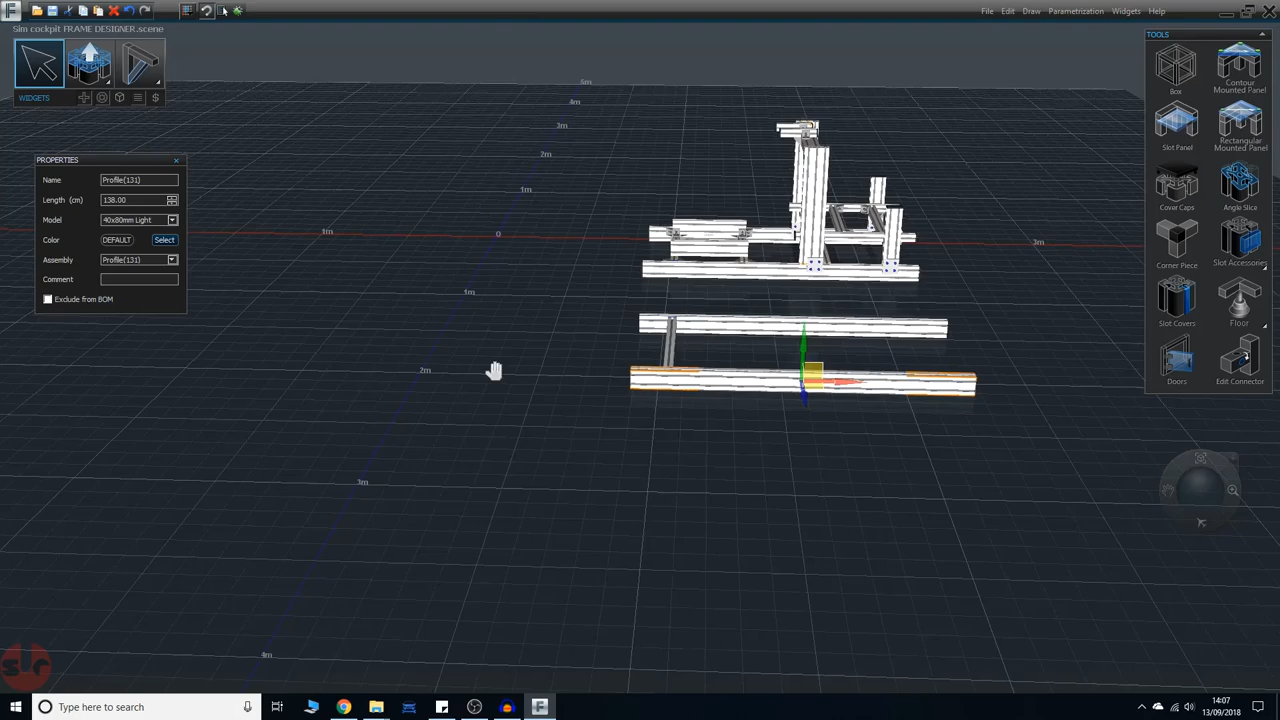 File Edit Draw Parametrization Widgets Help
Sim cockpit FRAME DESIGNER.scene
WIDGETS
PROPERTIES
Name Profile(131)
Length (cm) 138.00
Model 40x80mm Light
Color DEFAULT Select
Assembly Profile(131)
Comment
Exclude from BOM
5m
4m
3m
2m
1m
1m 0 3m
1m
2m
3m
4m
TOOLS
Box Contour Mounted Panel
Slot Panel Rectangular Mounted Panel
Cover Caps Angle Slice
Corner Piece Slot Accessories
Slot Covers Floor
Doors Edit Connector
Type here to search
14:07
13/09/2018